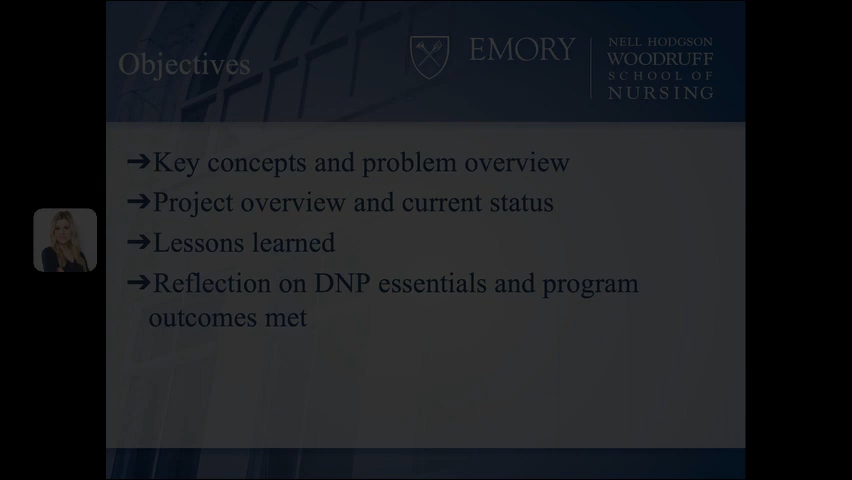 Objectives
EMORY
NELL HODGSON
WOODRUFF
SCHOOL OF
NURSING
➔Key concepts and problem overview
➔Project overview and current status
➔Lessons learned
➔Reflection on DNP essentials and program
outcomes met